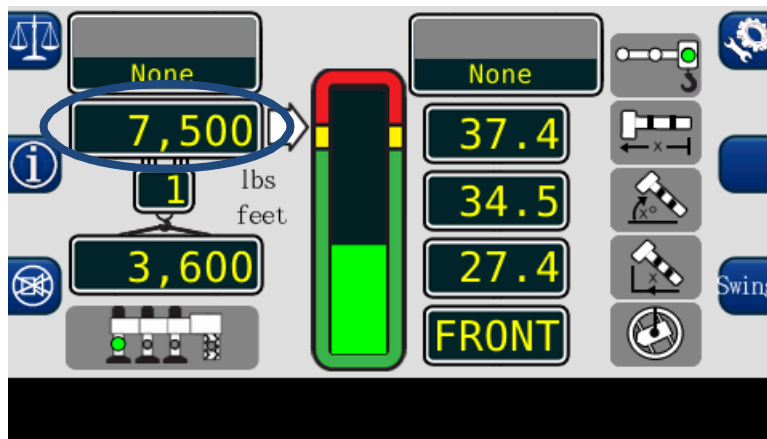 None
7,500
1
lbs
feet
3,600
None
37.4
x
34.5
x°
27.4
x
FRONT
Swing